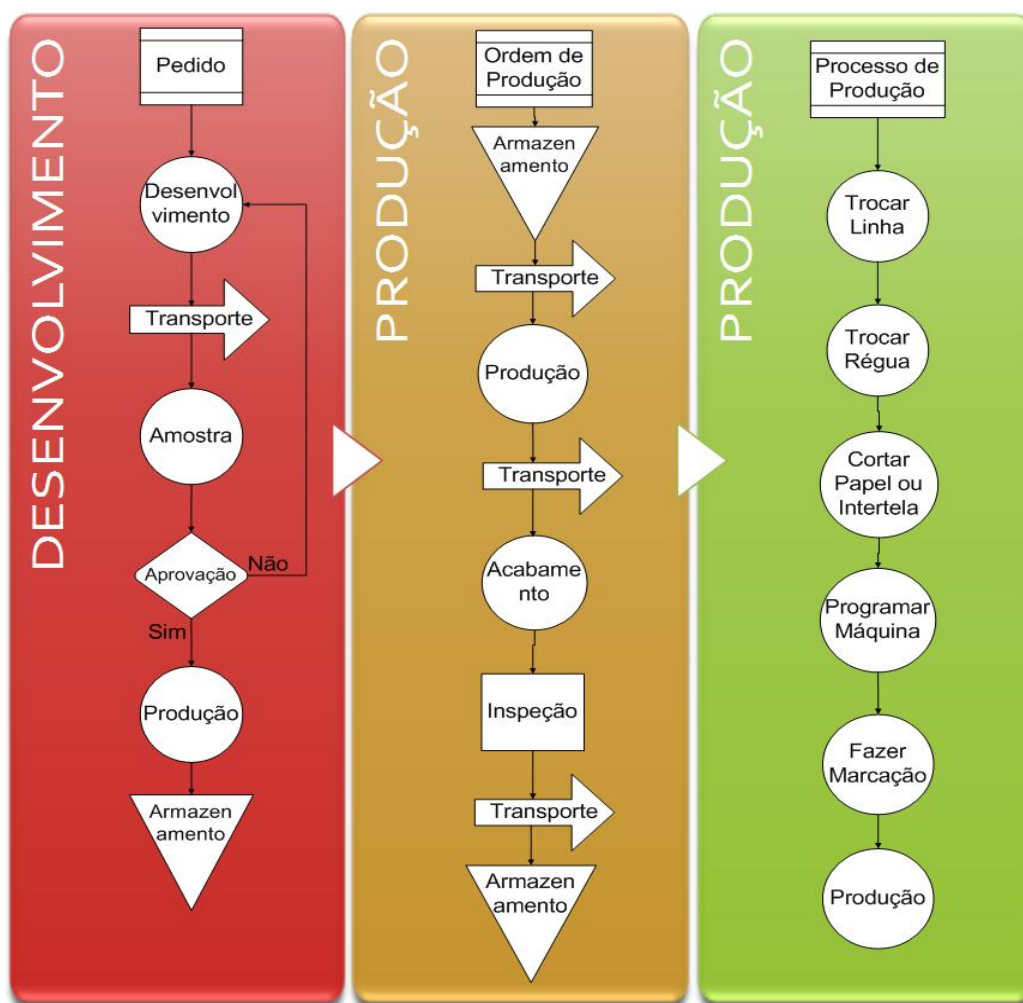 DESENVOLVIMENTO
Pedido
Desenvol
vimento
Transporte
Amostra
Aprovação
Não
Sim
Produção
Armazen
amento
PRODUÇÃO
Ordem de
Produção
Armazen
amento
Transporte
Produção
Transporte
Acabame
nto
Inspeção
Transporte
Armazen
amento
PRODUÇÃO
Processo de
Produção
Trocar
Linha
Trocar
Régua
Cortar
Papel ou
Intertela
Programar
Máquina
Fazer
Marcação
Produção